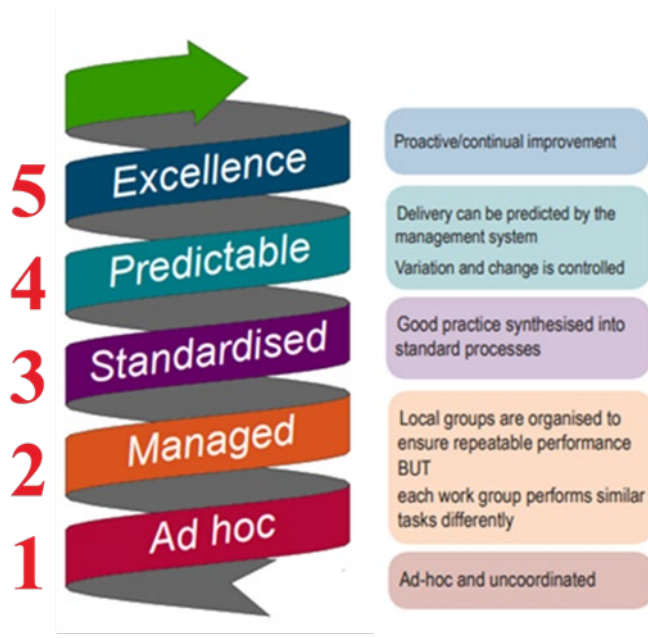 5
Excellence
Proactive/continual improvement
4
Predictable
Delivery can be predicted by the
management system
Variation and change is controlled
3
Standardised
Good practice synthesised into
standard processes
2
Managed
Local groups are organised to
ensure repeatable performance
BUT
each work group performs similar
tasks differently
1
Ad hoc
Ad-hoc and uncoordinated